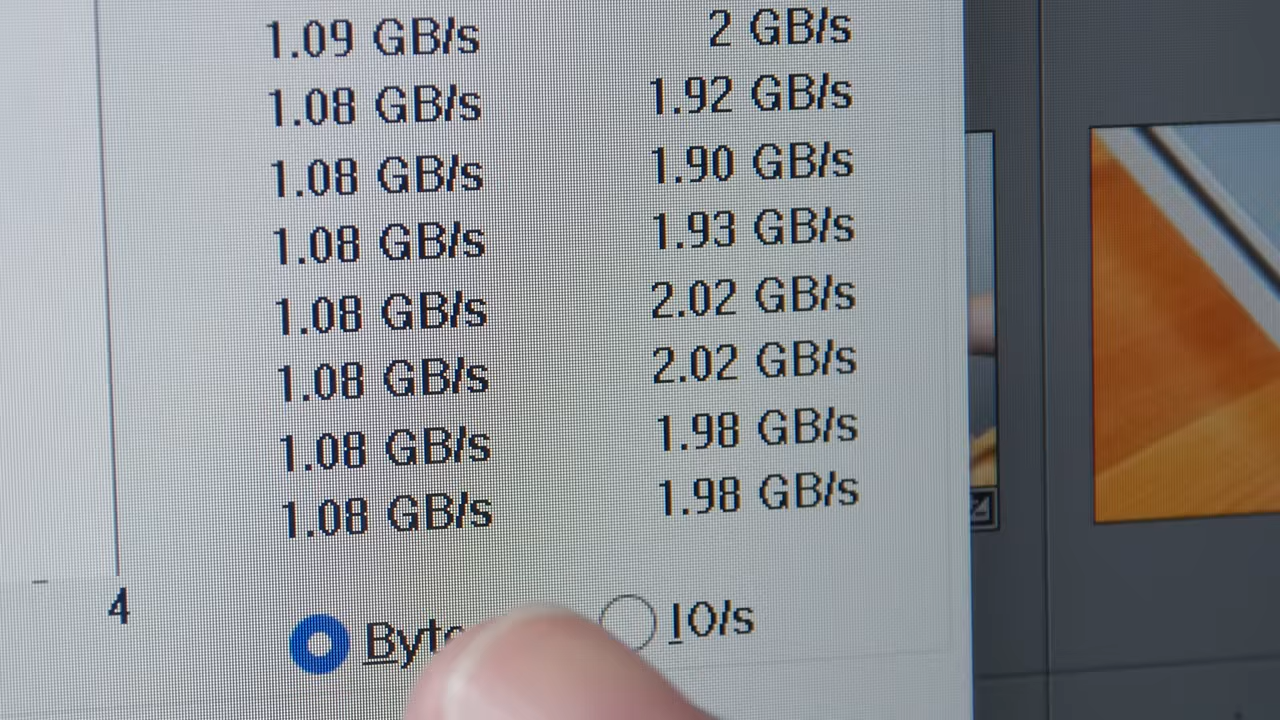 1.09 GB/s 2 GB/s
1.08 GB/s 1.92 GB/s
1.08 GB/s 1.90 GB/s
1.08 GB/s 1.93 GB/s
1.08 GB/s 2.02 GB/s
1.08 GB/s 2.02 GB/s
1.08 GB/s 1.98 GB/s
1.08 GB/s 1.98 GB/s
4
IO/s